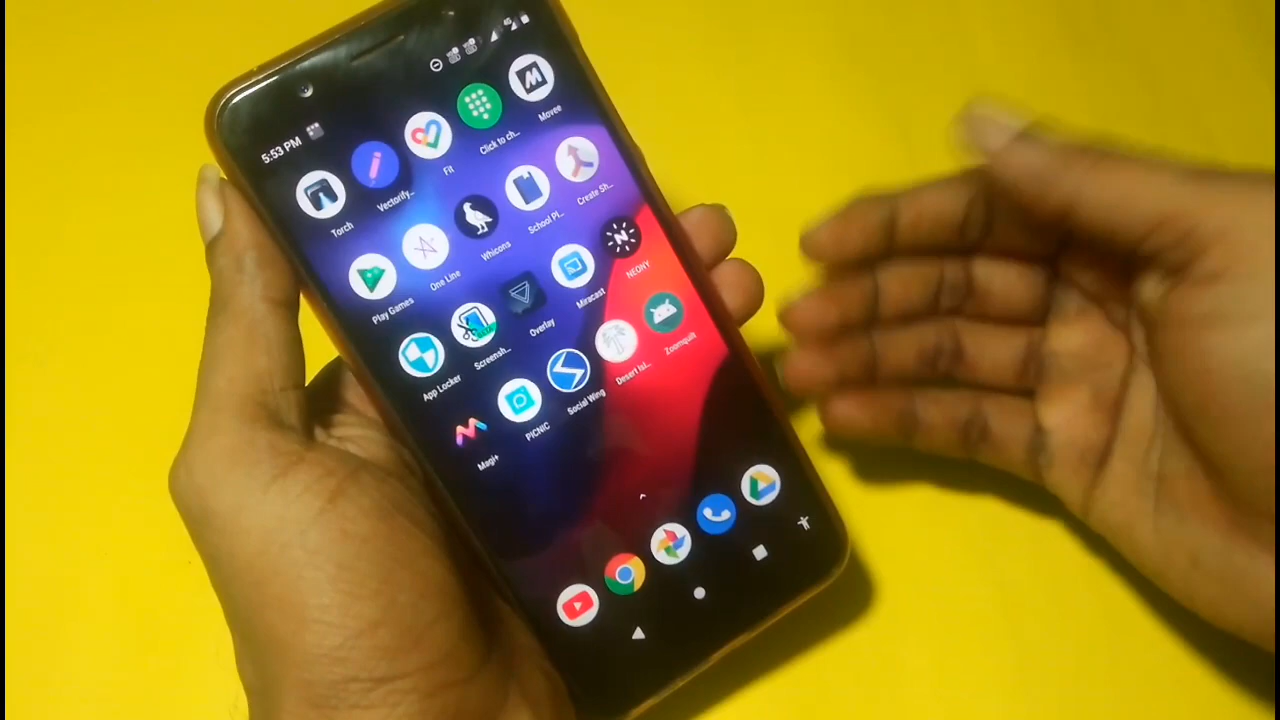 5:53 PM
Torch
Vectorify...
Fit
Click to ch...
Movee
Play Games
One Line
Whicons
School Pl...
Create Sh...
App Locker
Screensh...
Overlay
Miracast
NEONY
Magi+
PICNIC
Social Wing
Desert Isl...
Zoomquilt